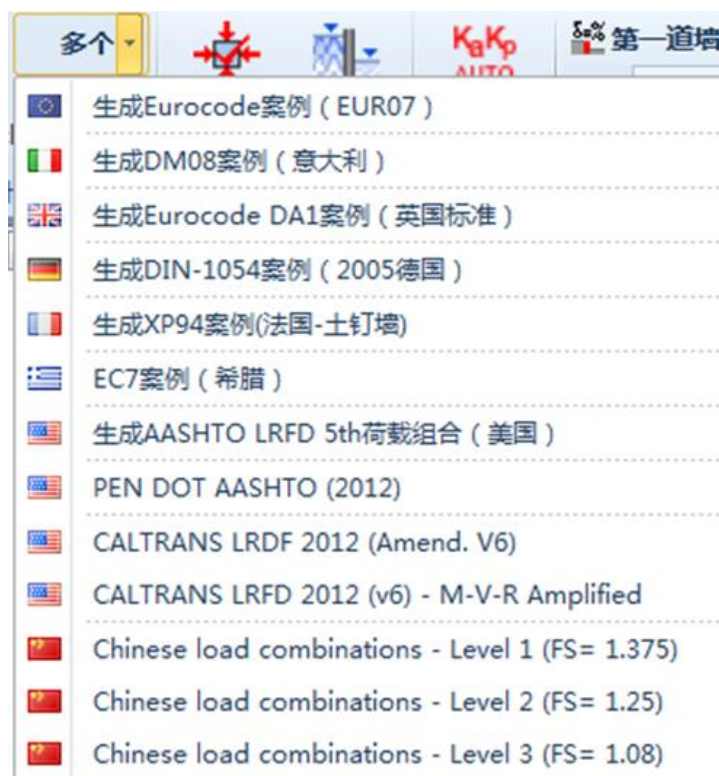 多个
KaKp
AUTO
δ=%
第一道墙
生成Eurocode案例 ( EUR07 )
生成DM08案例 ( 意大利 )
生成Eurocode DA1案例 ( 英国标准 )
生成DIN-1054案例 ( 2005德国 )
生成XP94案例(法国-土钉墙)
EC7案例 ( 希腊 )
生成AASHTO LRFD 5th荷载组合 ( 美国 )
PEN DOT AASHTO (2012)
CALTRANS LRDF 2012 (Amend. V6)
CALTRANS LRFD 2012 (v6) - M-V-R Amplified
Chinese load combinations - Level 1 (FS= 1.375)
Chinese load combinations - Level 2 (FS= 1.25)
Chinese load combinations - Level 3 (FS= 1.08)